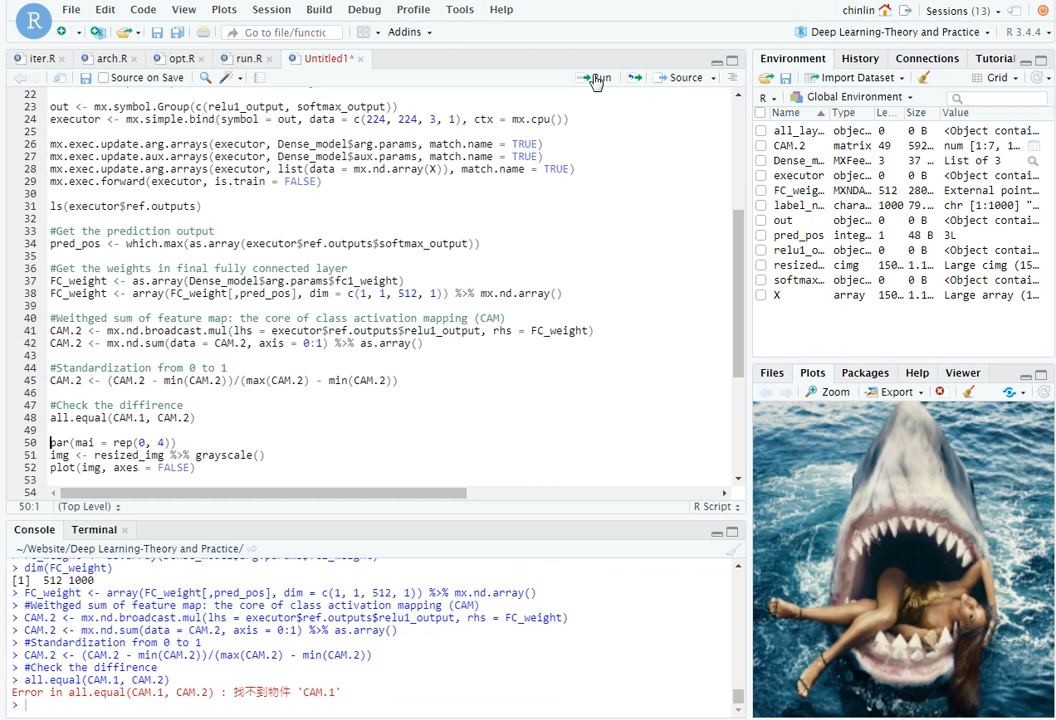 File Edit Code View Plots Session Build Debug Profile Tools Help
chinlin Sessions (13)
R Go to file/functic Addins Deep Learning-Theory and Practice R 3.4.4
iter.R × arch.R × opt.R × run.R × Untitled1* ×
Source on Save Run Source
22
23 out <- mx.symbol.Group(c(relu1_output, softmax_output))
24 executor <- mx.simple.bind(symbol = out, data = c(224, 224, 3, 1), ctx = mx.cpu())
25
26 mx.exec.update.arg.arrays(executor, Dense_model$arg.params, match.name = TRUE)
27 mx.exec.update.aux.arrays(executor, Dense_model$aux.params, match.name = TRUE)
28 mx.exec.update.arg.arrays(executor, list(data = mx.nd.array(X)), match.name = TRUE)
29 mx.exec.forward(executor, is.train = FALSE)
30
31 ls(executor$ref.outputs)
32
33 #Get the prediction output
34 pred_pos <- which.max(as.array(executor$ref.outputs$softmax_output))
35
36 #Get the weights in final fully connected layer
37 FC_weight <- as.array(Dense_model$arg.params$fc1_weight)
38 FC_weight <- array(FC_weight[,pred_pos], dim = c(1, 1, 512, 1)) %>% mx.nd.array()
39
40 #Weithged sum of feature map: the core of class activation mapping (CAM)
41 CAM.2 <- mx.nd.broadcast.mul(lhs = executor$ref.outputs$relu1_output, rhs = FC_weight)
42 CAM.2 <- mx.nd.sum(data = CAM.2, axis = 0:1) %>% as.array()
43
44 #Standardization from 0 to 1
45 CAM.2 <- (CAM.2 - min(CAM.2))/(max(CAM.2) - min(CAM.2))
46
47 #Check the diffirence
48 all.equal(CAM.1, CAM.2)
49
50 par(mai = rep(0, 4))
51 img <- resized_img %>% grayscale()
52 plot(img, axes = FALSE)
53
54
50:1 (Top Level) R Script
Console Terminal ×
~/Website/Deep Learning-Theory and Practice/
> dim(FC_weight)
[1] 512 1000
> FC_weight <- array(FC_weight[,pred_pos], dim = c(1, 1, 512, 1)) %>% mx.nd.array()
> #Weithged sum of feature map: the core of class activation mapping (CAM)
> CAM.2 <- mx.nd.broadcast.mul(lhs = executor$ref.outputs$relu1_output, rhs = FC_weight)
> CAM.2 <- mx.nd.sum(data = CAM.2, axis = 0:1) %>% as.array()
> #Standardization from 0 to 1
> CAM.2 <- (CAM.2 - min(CAM.2))/(max(CAM.2) - min(CAM.2))
> #Check the diffirence
> all.equal(CAM.1, CAM.2)
Error in all.equal(CAM.1, CAM.2) : 找不到物件 'CAM.1'
>
Environment History Connections Tutorial
Import Dataset Grid
R Global Environment
Name Type Le... Size Value
all_lay... objec... 0 0 B <Object contai...
CAM.2 matrix 49 592... num [1:7, 1...
Dense_m... MXFee... 3 37 ... List of 3
executor objec... 0 0 B <Object contai...
FC_weig... MXNDA... 512 280... External point...
label_n... chara... 1000 79.... chr [1:1000] "...
out objec... 0 0 B <Object contai...
pred_pos integ... 1 48 B 3L
relu1_o... objec... 0 0 B <Object contai...
resized... cimg 150... 1.1... Large cimg (15...
softmax... objec... 0 0 B <Object contai...
X array 150... 1.1... Large array (1...
Files Plots Packages Help Viewer
Zoom Export